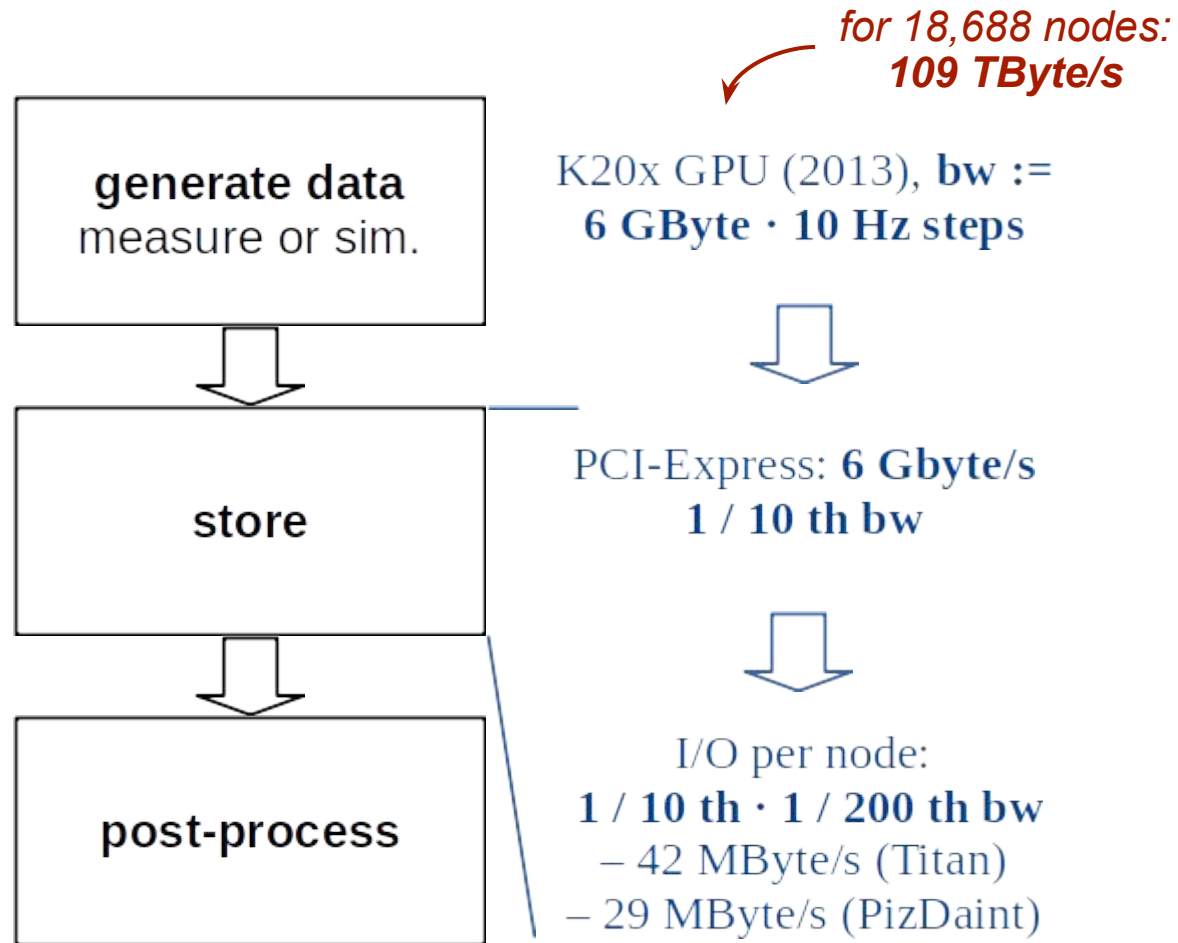 for 18,688 nodes:
109 TByte/s
generate data
measure or sim.
K20x GPU (2013), bw :=
6 GByte · 10 Hz steps
store
PCI-Express: 6 Gbyte/s
1 / 10 th bw
post-process
I/O per node:
1 / 10 th · 1 / 200 th bw
– 42 MByte/s (Titan)
– 29 MByte/s (PizDaint)